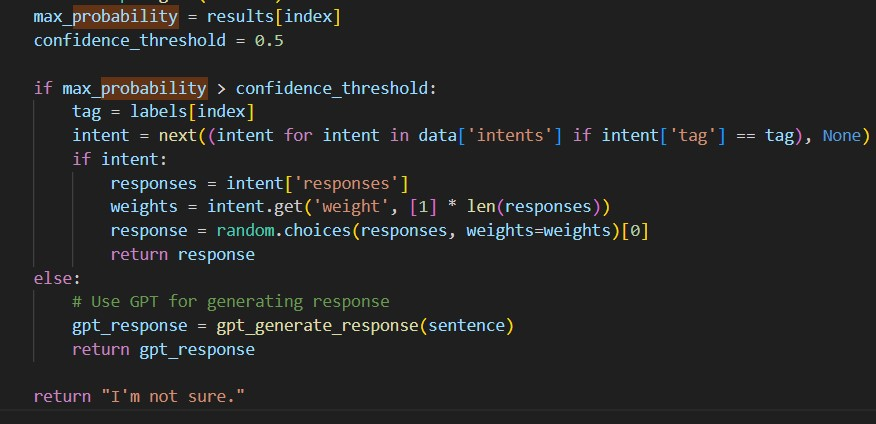 max_probability = results[index]
confidence_threshold = 0.5
if max_probability > confidence_threshold:
tag = labels[index]
intent = next((intent for intent in data['intents'] if intent['tag'] == tag), None)
if intent:
responses = intent['responses']
weights = intent.get('weight', [1] * len(responses))
response = random.choices(responses, weights=weights)[0]
return response
else:
# Use GPT for generating response
gpt_response = gpt_generate_response(sentence)
return gpt_response
return "I'm not sure."